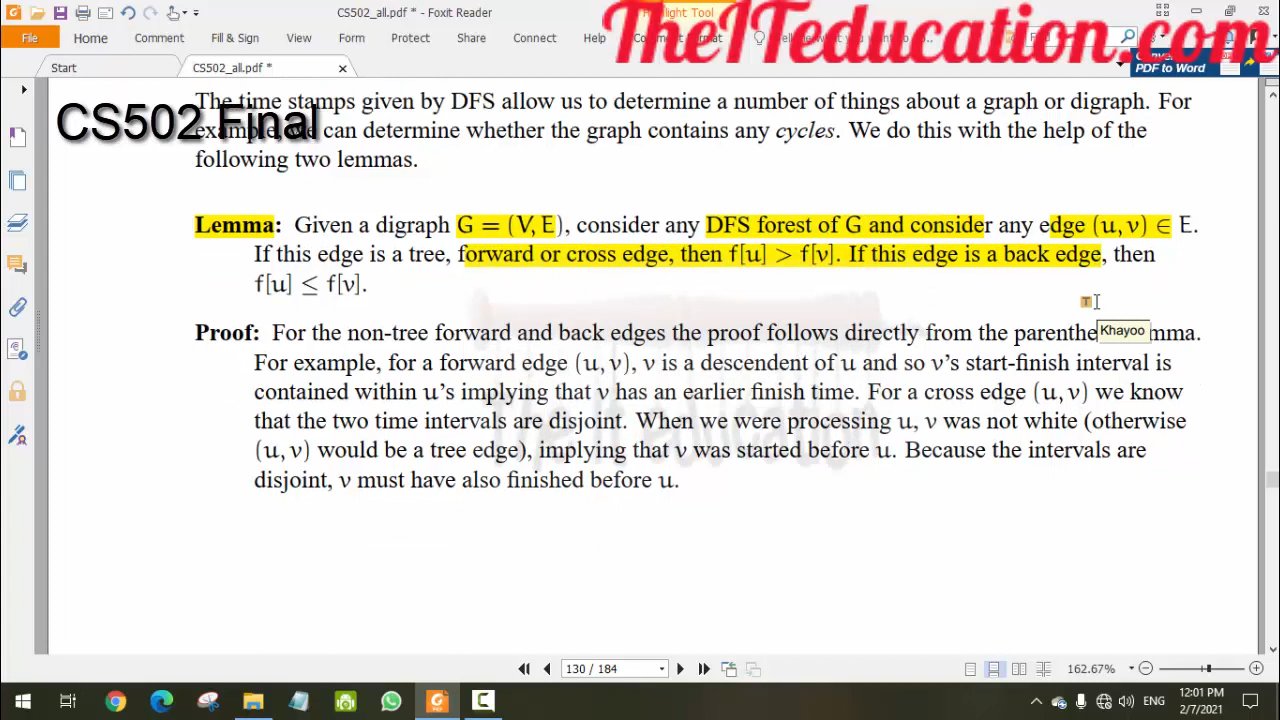 CS502_all.pdf * - Foxit Reader
Highlight Tool
TheITeducation.com
File Home Comment Fill & Sign View Form Protect Share Connect Help Comment Format
PDF to Word
Start CS502_all.pdf *
CS502 Final
The time stamps given by DFS allow us to determine a number of things about a graph or digraph. For
example, we can determine whether the graph contains any cycles. We do this with the help of the
following two lemmas.
Lemma: Given a digraph G = (V, E), consider any DFS forest of G and consider any edge (u, v) ∈ E.
If this edge is a tree, forward or cross edge, then f[u] > f[v]. If this edge is a back edge, then
f[u] ≤ f[v].
Khayoo
Proof: For the non-tree forward and back edges the proof follows directly from the parenthe mma.
For example, for a forward edge (u, v), v is a descendent of u and so v's start-finish interval is
contained within u's implying that v has an earlier finish time. For a cross edge (u, v) we know
that the two time intervals are disjoint. When we were processing u, v was not white (otherwise
(u, v) would be a tree edge), implying that v was started before u. Because the intervals are
disjoint, v must have also finished before u.
The It education
130 / 184
162.67%
ENG
12:01 PM
2/7/2021